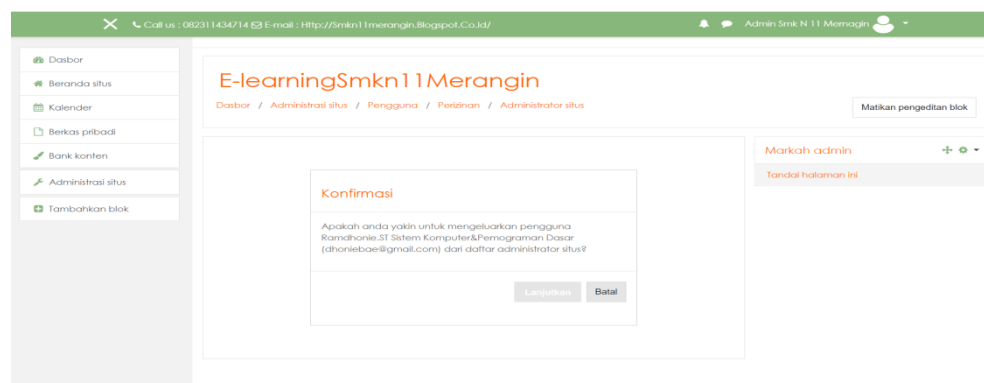 Call us : 082311434714 E-mail : Http://Smkn11merangin.Blogspot.Co.Id/
Admin Smk N 11 Mernagin
Dasbor
Beranda situs
Kalender
Berkas pribadi
Bank konten
Administrasi situs
Tambahkan blok
E-learningSmkn11Merangin
Dasbor / Administrasi situs / Pengguna / Perizinan / Administrator situs
Matikan pengeditan blok
Konfirmasi
Apakah anda yakin untuk mengeluarkan pengguna
Ramdhonie.ST Sistem Komputer&Pemograman Dasar
(dhoniebae@gmail.com) dari daftar administrator situs?
Lanjutkan
Batal
Markah admin
Tandai halaman ini